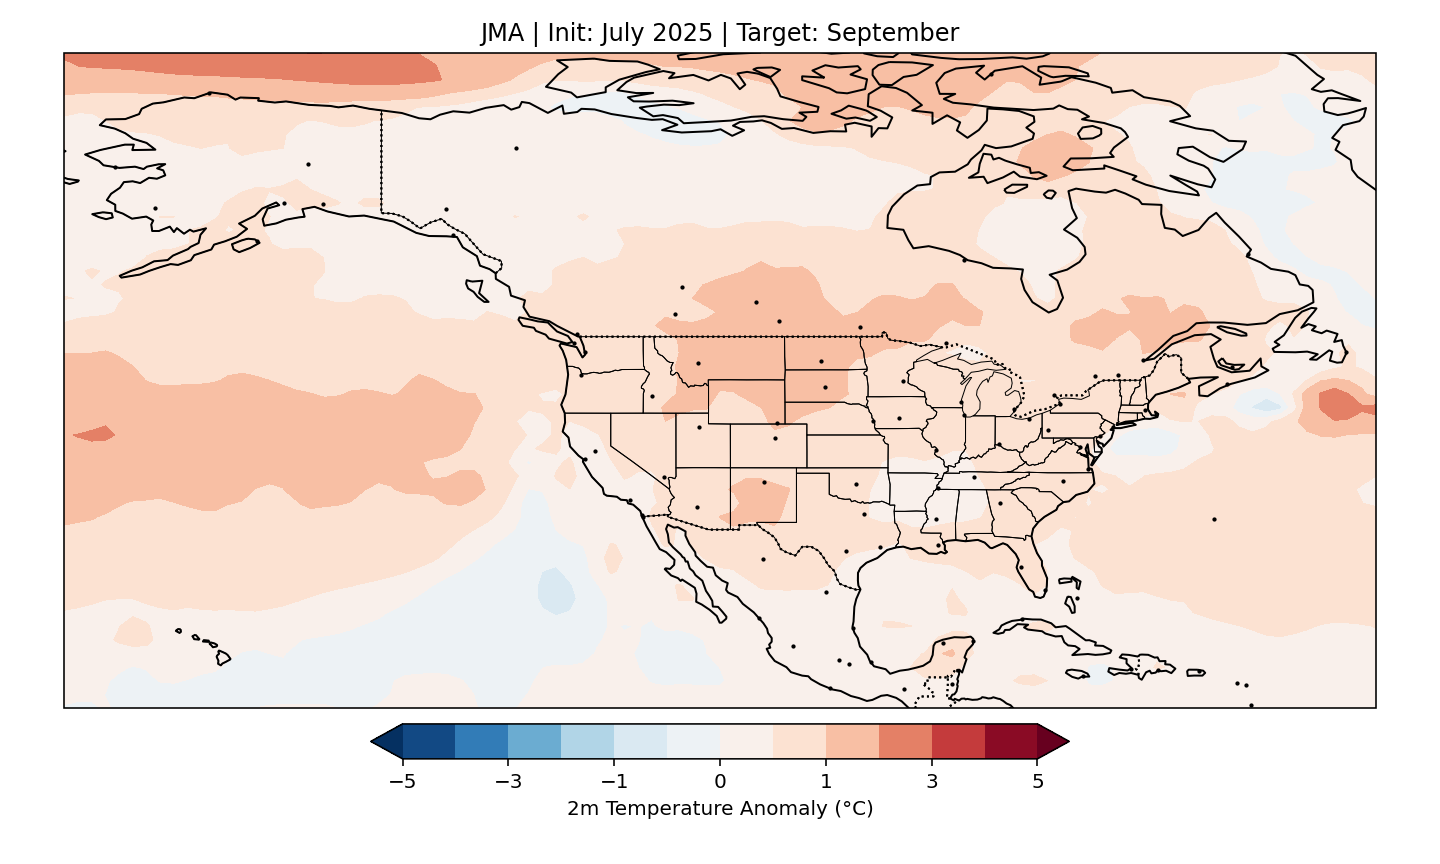 JMA | Init: July 2025 | Target: September
−5 −3 −1 0 1 3 5
2m Temperature Anomaly (°C)